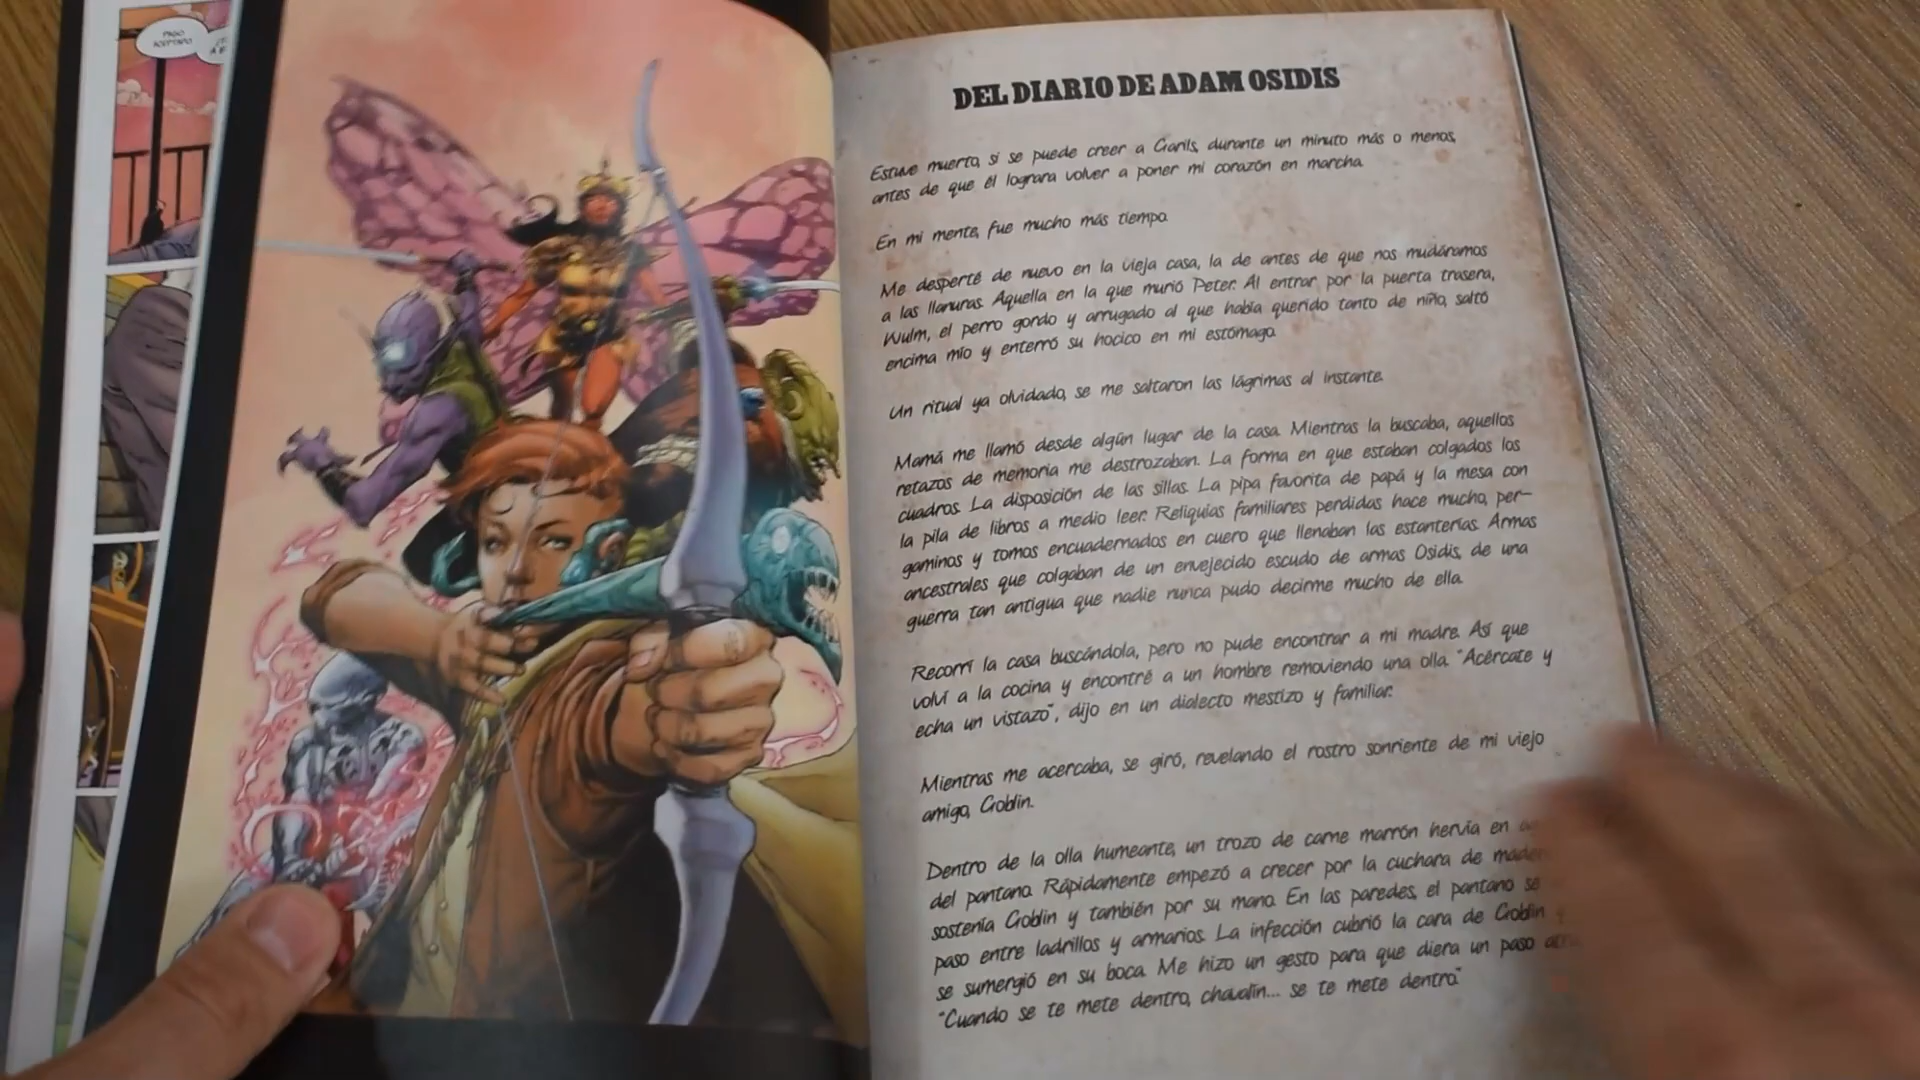 PAGO
ACEPTADO
DEL DIARIO DE ADAM OSIDIS
Estuve muerto, si se puede creer a Garils, durante un minuto más o menos,
antes de que él lograra volver a poner mi corazón en marcha.
En mi mente, fue mucho más tiempo.
Me desperté de nuevo en la vieja casa, la de antes de que nos mudáramos
a las llanuras. Aquella en la que murió Peter. Al entrar por la puerta trasera,
Wulm, el perro gordo y arrugado al que había querido tanto de niño, saltó
encima mío y enterró su hocico en mi estómago.
Un ritual ya olvidado, se me saltaron las lágrimas al instante.
Mamá me llamó desde algún lugar de la casa. Mientras la buscaba, aquellos
retazos de memoria me destrozaban. La forma en que estaban colgados los
cuadros. La disposición de las sillas. La pipa favorita de papá y la mesa con
la pila de libros a medio leer. Reliquias familiares perdidas hace mucho, per-
gaminos y tomos encuadernados en cuero que llenaban las estanterías. Armas
ancestrales que colgaban de un envejecido escudo de armas Osidis, de una
guerra tan antigua que nadie nunca pudo decirme mucho de ella.
Recorrí la casa buscándola, pero no pude encontrar a mi madre. Así que
volví a la cocina y encontré a un hombre removiendo una olla. "Acércate y
echa un vistazo", dijo en un dialecto mestizo y familiar.
Mientras me acercaba, se giró, revelando el rostro sonriente de mi viejo
amigo, Goblin.
Dentro de la olla humeante, un trozo de carne marrón hervía en
del pantano. Rápidamente empezó a crecer por la cuchara de
sostenía Goblin y también por su mano. En las paredes, el pantano se
paso entre ladrillos y armarios. La infección cubrió la cara de Goblin
se sumergió en su boca. Me hizo un gesto para que diera un paso
"Cuando se te mete dentro, chavalín... se te mete dentro."